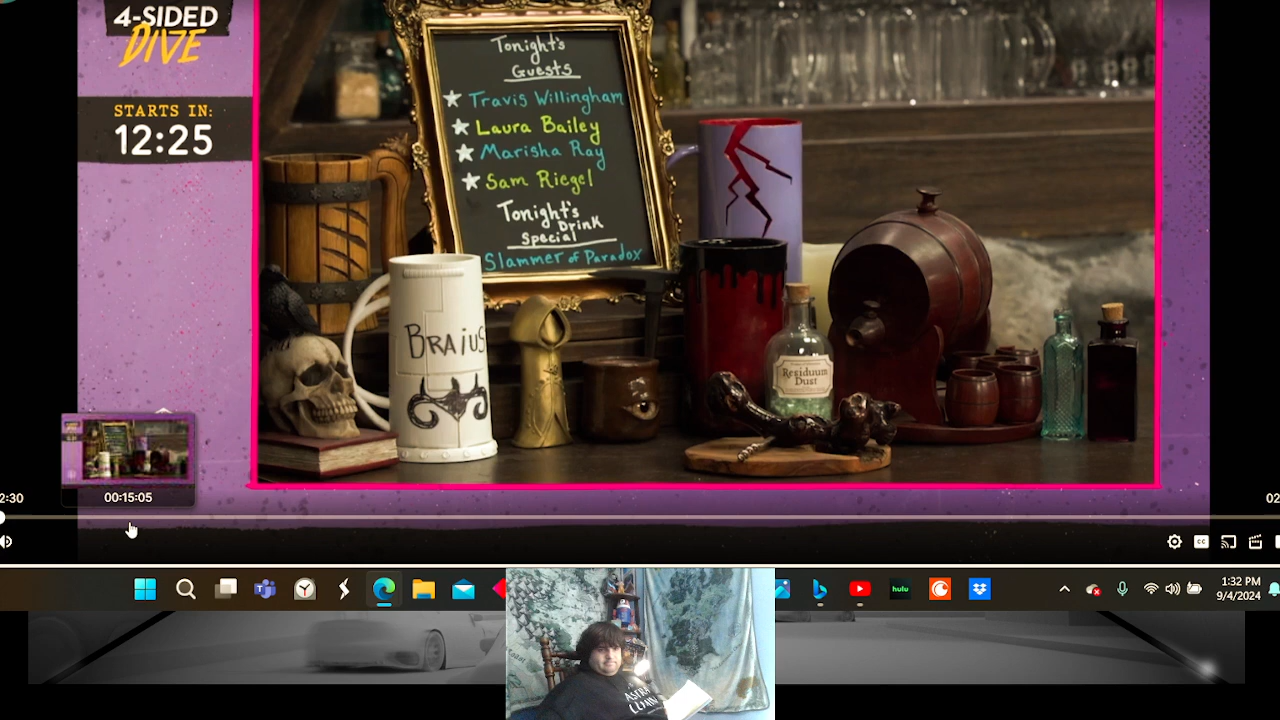 4-SIDED
DIVE
STARTS IN:
12:25
Tonight's
Guests
Travis Willingham
Laura Bailey
Marisha Ray
Sam Riegel
Tonight's
Drink
Special
Slammer of Paradox
BRAIUS
Residuum
Dust
00:15:05
2:30
02
CC
hulu
1:32 PM
9/4/2024